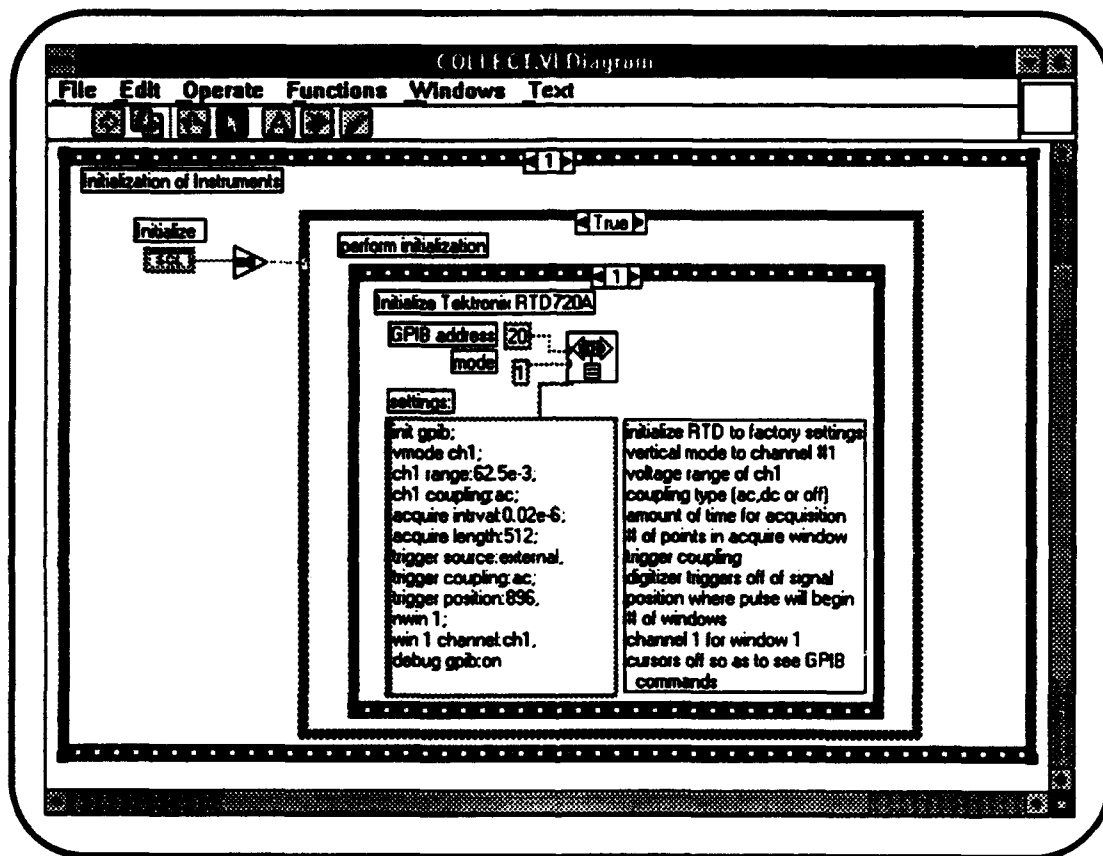 COLLECT.VI Diagram
File Edit Operate Functions Windows Text
1
Initialization of Instruments
True
Initialize
perform initialization
1
Initialize Tektronix RTD720A
GPIB address 20
mode 1
settings:
init gpib;
vmode ch1;
ch1 range:62.5e-3;
ch1 coupling:ac;
acquire intrval:0.02e-6;
acquire length:512;
trigger source:external,
trigger coupling:ac;
trigger position:896,
nwin 1;
win 1 channel:ch1,
debug gpib:on
initialize RTD to factory settings
vertical mode to channel #1
voltage range of ch1
coupling type (ac,dc or off)
amount of time for acquisition
# of points in acquire window
trigger coupling
digitizer triggers off of signal
position where pulse will begin
# of windows
channel 1 for window 1
cursors off so as to see GPIB
commands